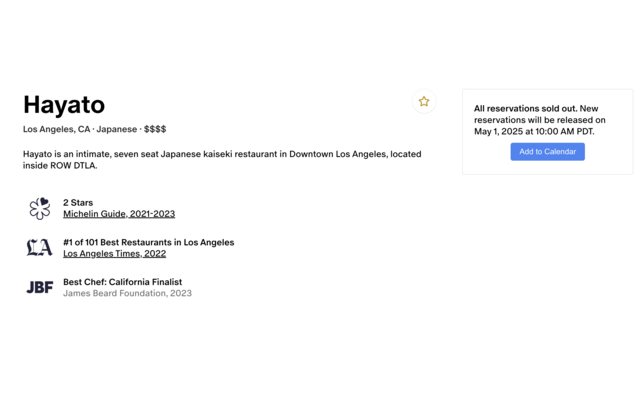 Hayato
Los Angeles, CA · Japanese · $$$$
Hayato is an intimate, seven seat Japanese kaiseki restaurant in Downtown Los Angeles, located
inside ROW DTLA.
2 Stars
Michelin Guide, 2021-2023
LA
#1 of 101 Best Restaurants in Los Angeles
Los Angeles Times, 2022
JBF
Best Chef: California Finalist
James Beard Foundation, 2023
All reservations sold out. New
reservations will be released on
May 1, 2025 at 10:00 AM PDT.
Add to Calendar